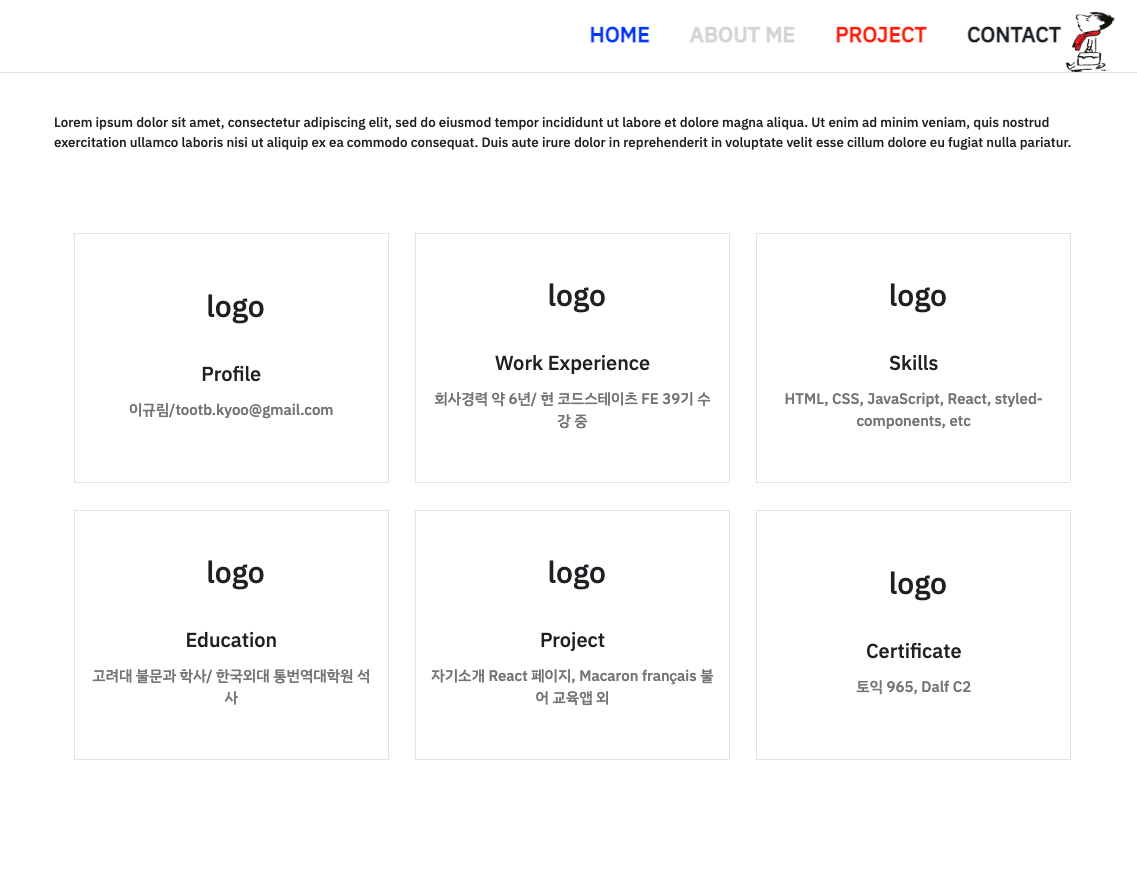 HOME ABOUT ME PROJECT CONTACT
Lorem ipsum dolor sit amet, consectetur adipiscing elit, sed do eiusmod tempor incididunt ut labore et dolore magna aliqua. Ut enim ad minim veniam, quis nostrud
exercitation ullamco laboris nisi ut aliquip ex ea commodo consequat. Duis aute irure dolor in reprehenderit in voluptate velit esse cillum dolore eu fugiat nulla pariatur.
logo
Profile
이규림/tootb.kyoo@gmail.com
logo
Work Experience
회사경력 약 6년/ 현 코드스테이츠 FE 39기 수
강 중
logo
Skills
HTML, CSS, JavaScript, React, styled-
components, etc
logo
Education
고려대 불문과 학사/ 한국외대 통번역대학원 석
사
logo
Project
자기소개 React 페이지, Macaron français 불
어 교육앱 외
logo
Certificate
토익 965, Dalf C2